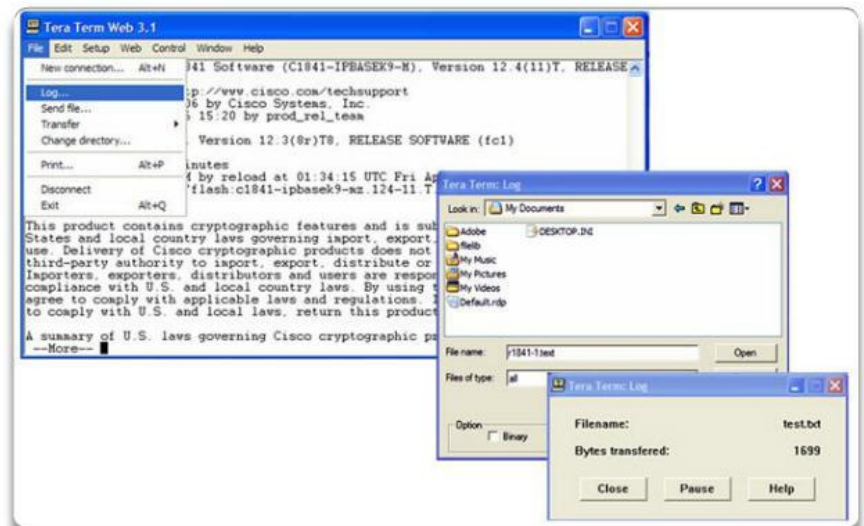 Tera Term Web 3.1
File Edit Setup Web Control Window Help
New connection... Alt+N
Log...
Send file...
Transfer
Change directory...
Print... Alt+P
Disconnect
Exit Alt+Q
841 Software (C1841-IPBASEK9-M), Version 12.4(11)T, RELEASE
p://www.cisco.com/techsupport
06 by Cisco Systems, Inc.
15:20 by prod_rel_team
Version 12.3(8r)T8, RELEASE SOFTWARE (fc1)
inutes
by reload at 01:34:15 UTC Fri Ap
flash:c1841-ipbasek9-mz.124-11.T
This product contains cryptographic features and is sub
States and local country laws governing import, export,
use. Delivery of Cisco cryptographic products does not
third-party authority to import, export, distribute or
Importers, exporters, distributors and users are respon
compliance with U.S. and local country laws. By using t
agree to comply with applicable laws and regulations. I
to comply with U.S. and local laws, return this product
A summary of U.S. laws governing Cisco cryptographic pr
--More--
Tera Term: Log
Look in: My Documents
Adobe
filelib
My Music
My Pictures
My Videos
Default.rdp
DESKTOP.INI
File name: r1841-1.text Open
Files of type: all
Option
Binary
Tera Term: Log
Filename: test.txt
Bytes transfered: 1699
Close Pause Help